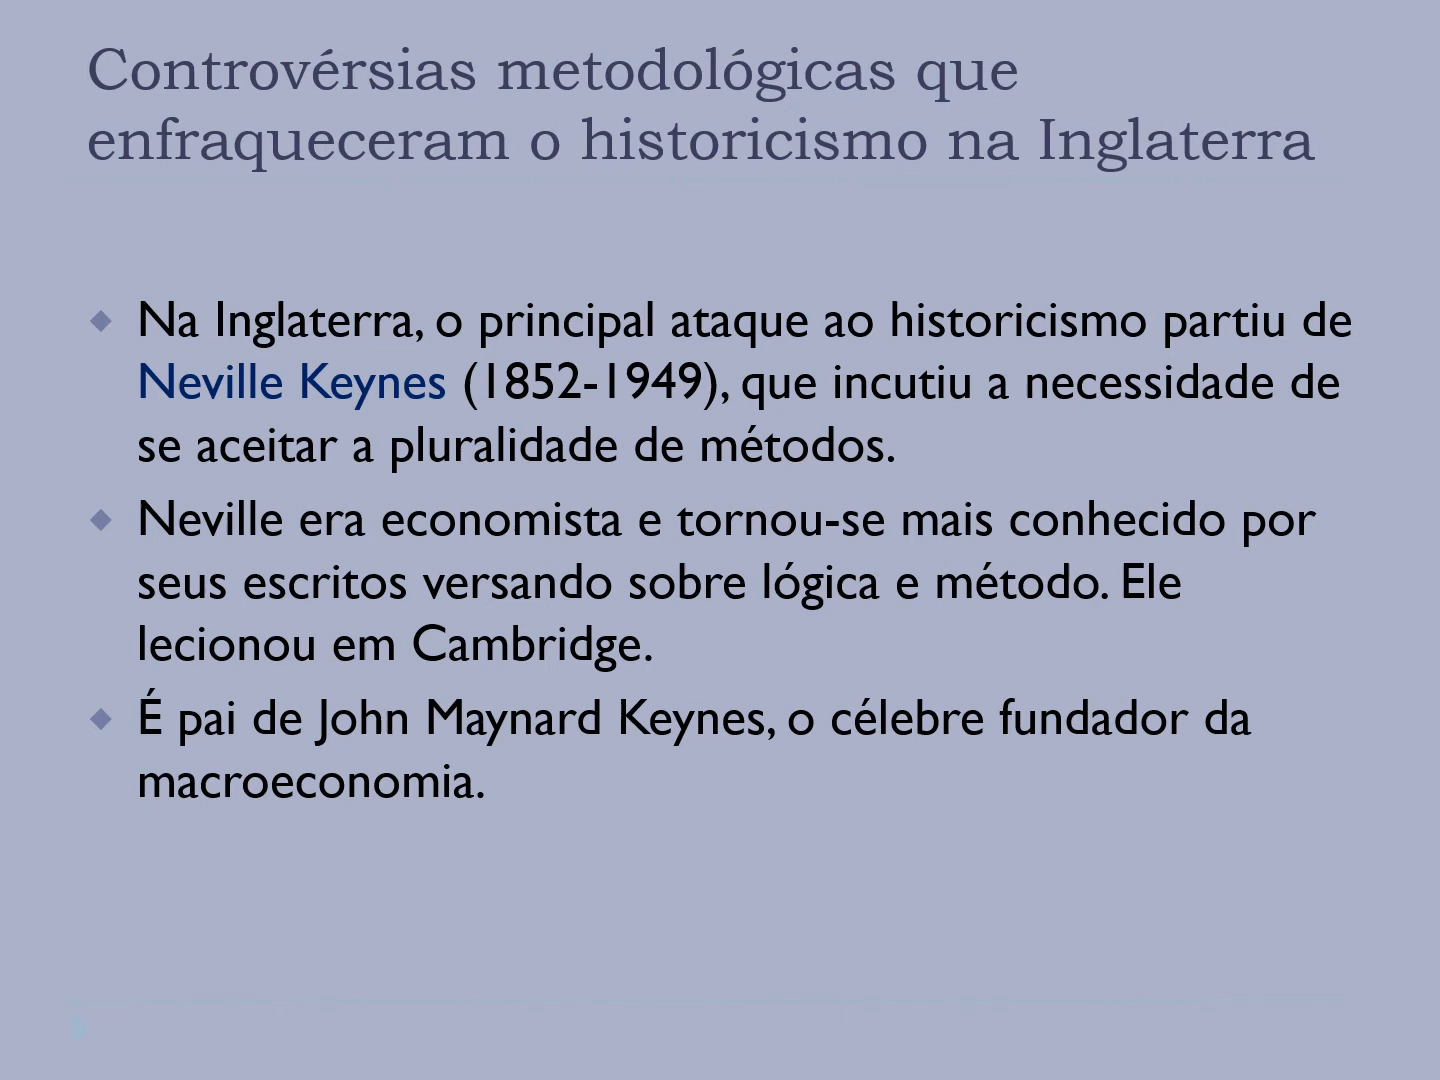 Controvérsias metodológicas que
enfraqueceram o historicismo na Inglaterra
Na Inglaterra, o principal ataque ao historicismo partiu de
Neville Keynes (1852-1949), que incutiu a necessidade de
se aceitar a pluralidade de métodos.
Neville era economista e tornou-se mais conhecido por
seus escritos versando sobre lógica e método. Ele
lecionou em Cambridge.
É pai de John Maynard Keynes, o célebre fundador da
macroeconomia.